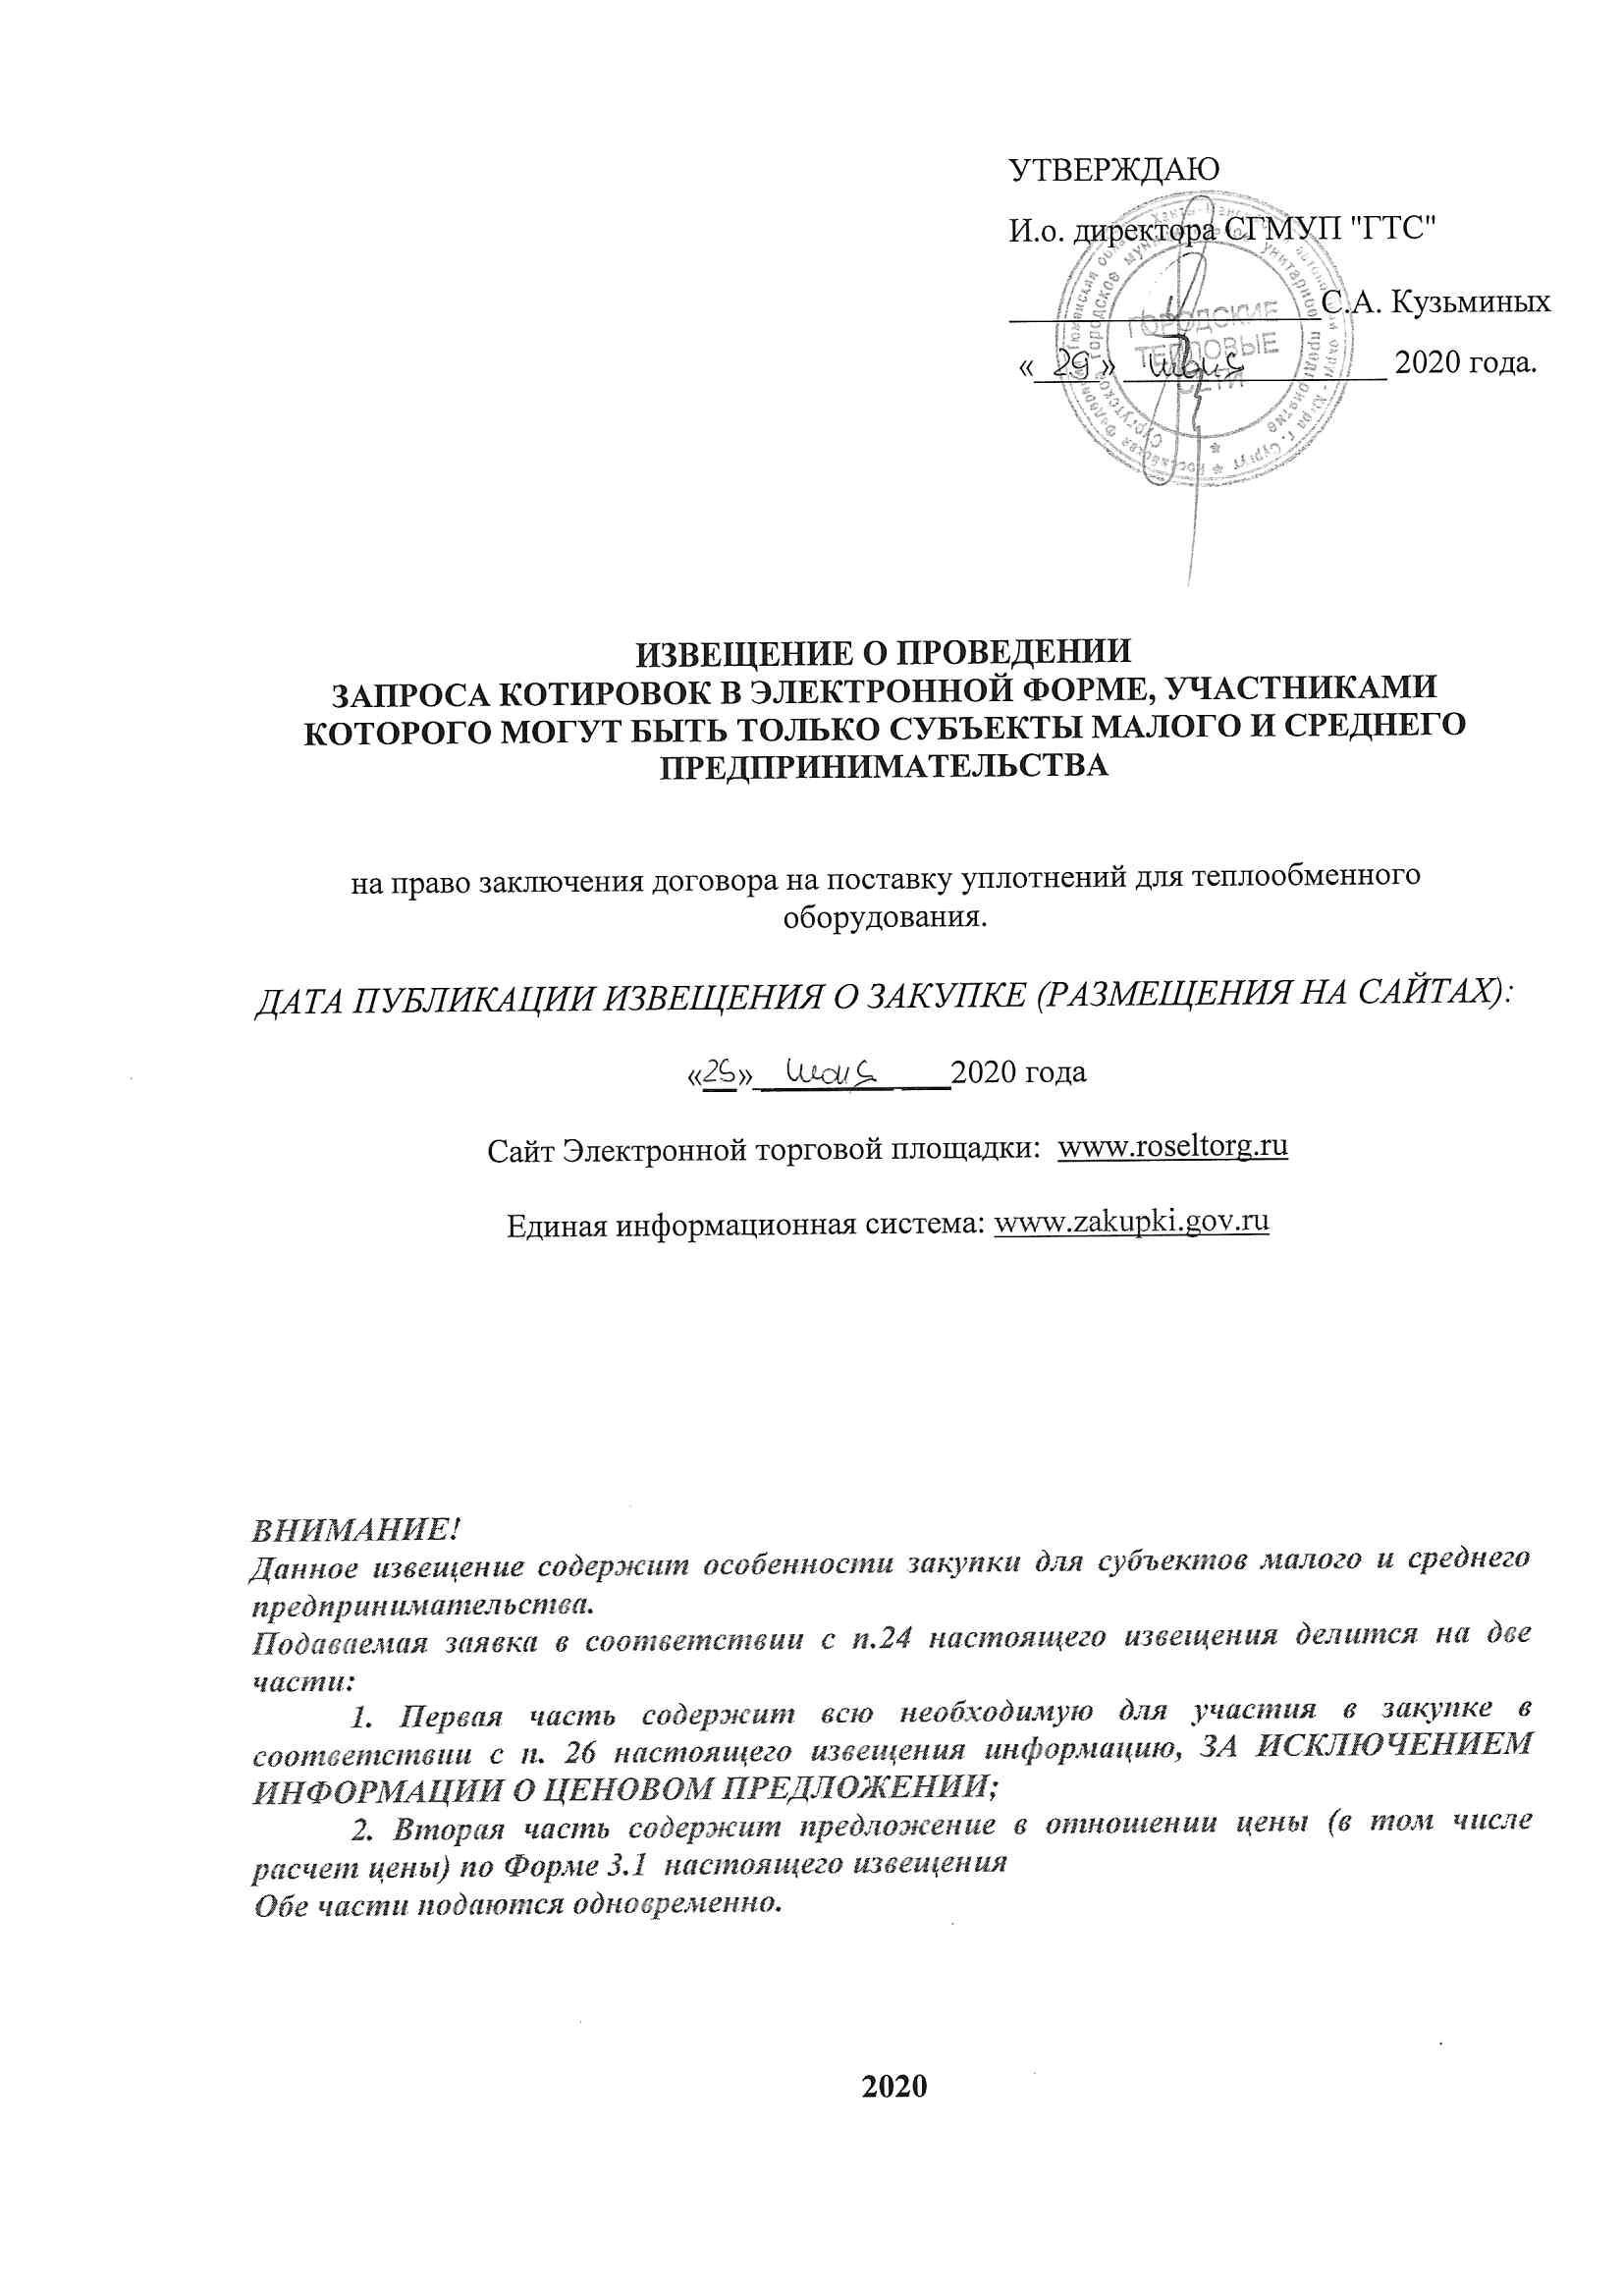 УТВЕРЖДАЮ
И.о. директора СГМУП "ГТС"
С.А. Кузьминых
ГОРОДСКИЕ
ТЕПЛОВЫЕ
СЕТИ
«29» мая 2020 года.
ИЗВЕЩЕНИЕ О ПРОВЕДЕНИИ
ЗАПРОСА КОТИРОВОК В ЭЛЕКТРОННОЙ ФОРМЕ, УЧАСТНИКАМИ
КОТОРОГО МОГУТ БЫТЬ ТОЛЬКО СУБЪЕКТЫ МАЛОГО И СРЕДНЕГО
ПРЕДПРИНИМАТЕЛЬСТВА
на право заключения договора на поставку уплотнений для теплообменного
оборудования.
ДАТА ПУБЛИКАЦИИ ИЗВЕЩЕНИЯ О ЗАКУПКЕ (РАЗМЕЩЕНИЯ НА САЙТАХ):
2020 года
Сайт Электронной торговой площадки: www.roseltorg.ru
Единая информационная система: www.zakupki.gov.ru
ВНИМАНИЕ!
Данное извещение содержит особенности закупки для субъектов малого и среднего
предпринимательства.
Подаваемая заявка в соответствии с п.24 настоящего извещения делится на две
части:
1. Первая часть содержит всю необходимую для участия в закупке в
соответствии с п. 26 настоящего извещения информацию, ЗА ИСКЛЮЧЕНИЕМ
ИНФОРМАЦИИ О ЦЕНОВОМ ПРЕДЛОЖЕНИИ;
2. Вторая часть содержит предложение в отношении цены (в том числе
расчет цены) по Форме 3.1 настоящего извещения
Обе части подаются одновременно.
2020